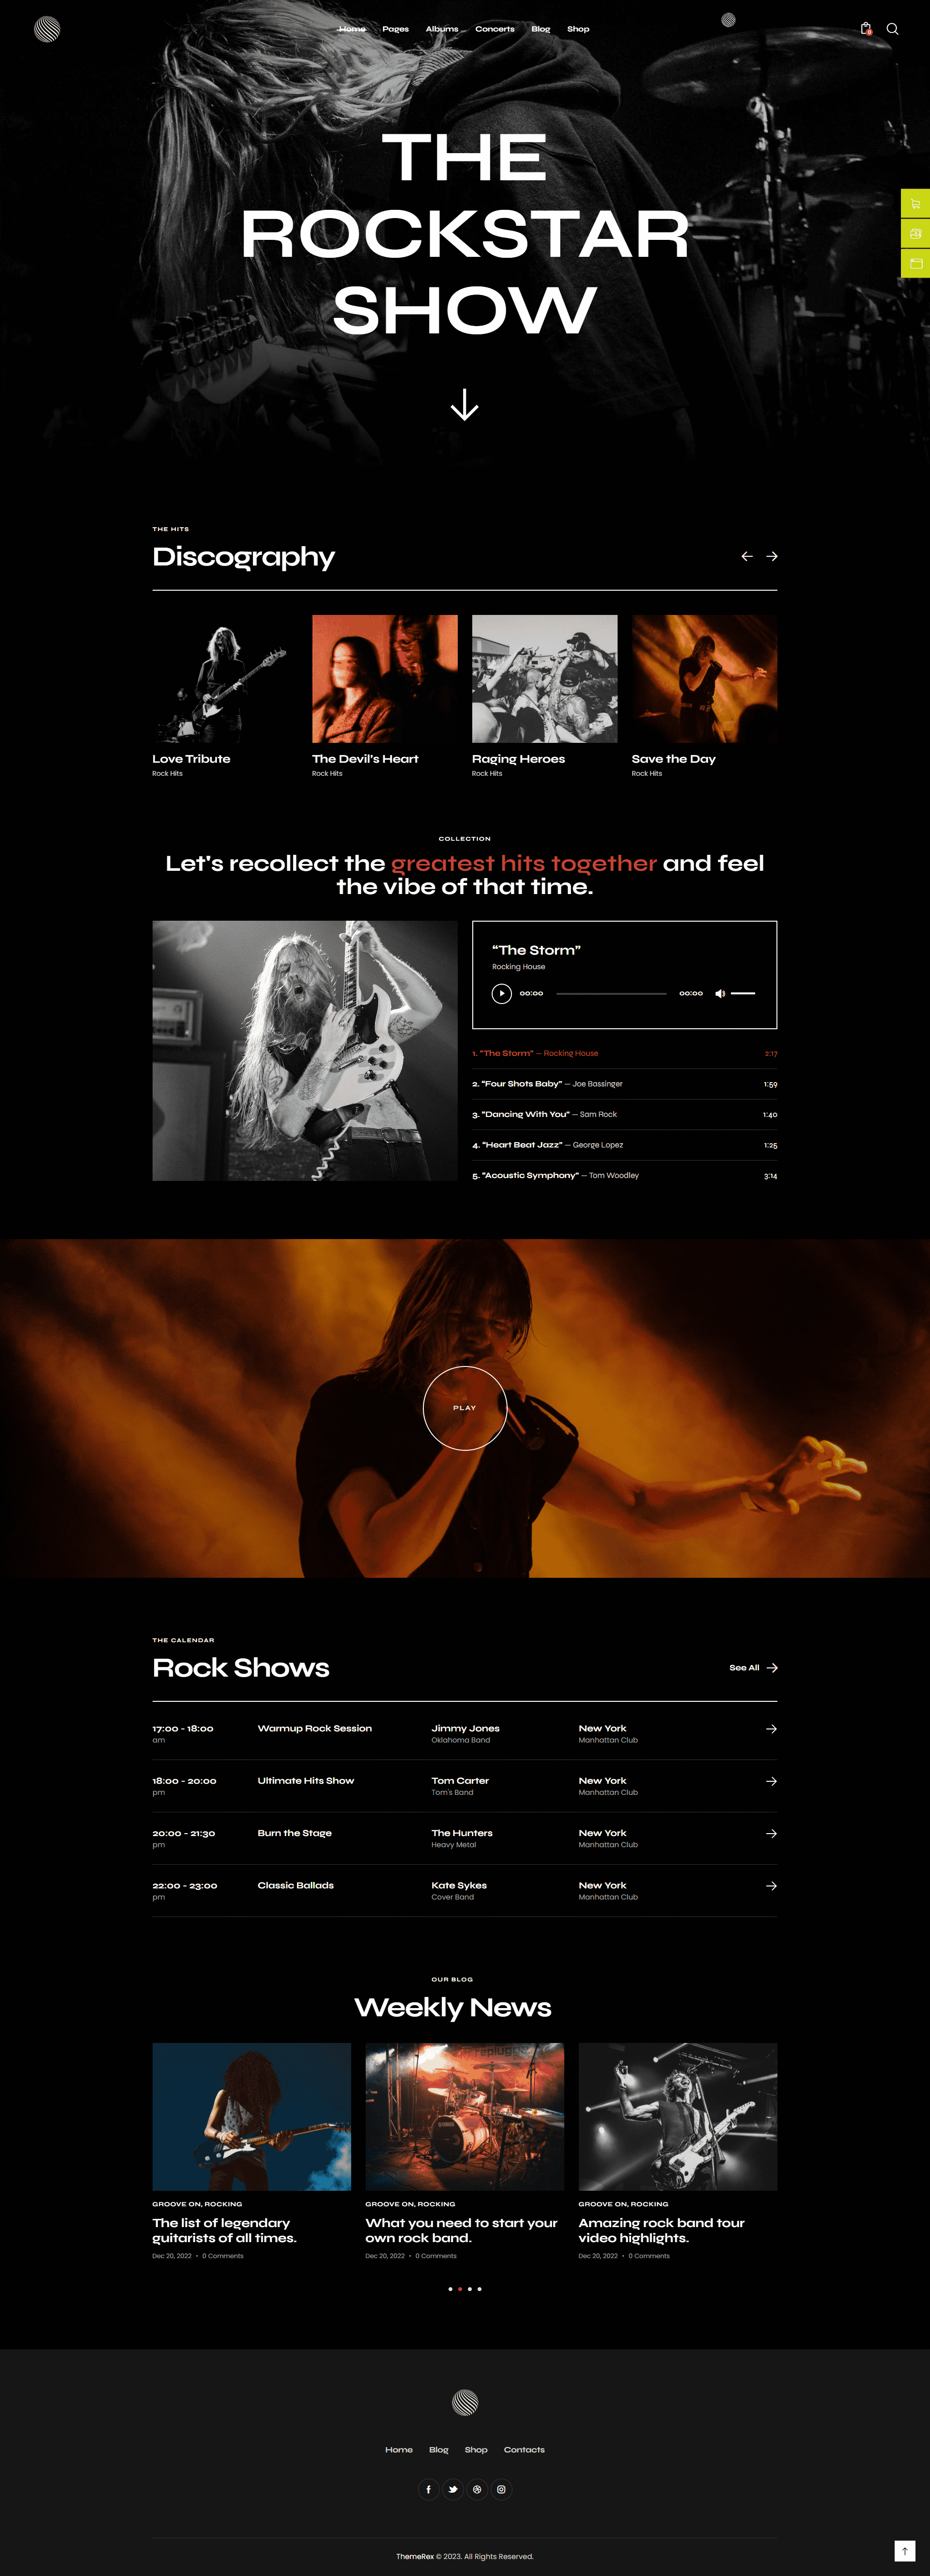 Home Pages Albums Concerts Blog Shop
0
THE
ROCKSTAR
SHOW
THE HITS
Discography
Love Tribute
Rock Hits
The Devil's Heart
Rock Hits
Raging Heroes
Rock Hits
Save the Day
Rock Hits
COLLECTION
Let's recollect the greatest hits together and feel
the vibe of that time.
“The Storm”
Rocking House
00:00 00:00
1. “The Storm” — Rocking House 2:17
2. “Four Shots Baby” — Joe Bassinger 1:59
3. “Dancing With You” — Sam Rock 1:40
4. “Heart Beat Jazz” — George Lopez 1:25
5. “Acoustic Symphony” — Tom Woodley 3:14
PLAY
THE CALENDAR
Rock Shows
See All
17:00 - 18:00 Warmup Rock Session Jimmy Jones New York
am Oklahoma Band Manhattan Club
18:00 - 20:00 Ultimate Hits Show Tom Carter New York
pm Tom's Band Manhattan Club
20:00 - 21:30 Burn the Stage The Hunters New York
pm Heavy Metal Manhattan Club
22:00 - 23:00 Classic Ballads Kate Sykes New York
pm Cover Band Manhattan Club
OUR BLOG
Weekly News
GROOVE ON, ROCKING
The list of legendary
guitarists of all times.
Dec 20, 2022 • 0 Comments
GROOVE ON, ROCKING
What you need to start your
own rock band.
Dec 20, 2022 • 0 Comments
GROOVE ON, ROCKING
Amazing rock band tour
video highlights.
Dec 20, 2022 • 0 Comments
Home Blog Shop Contacts
ThemeRex © 2023. All Rights Reserved.